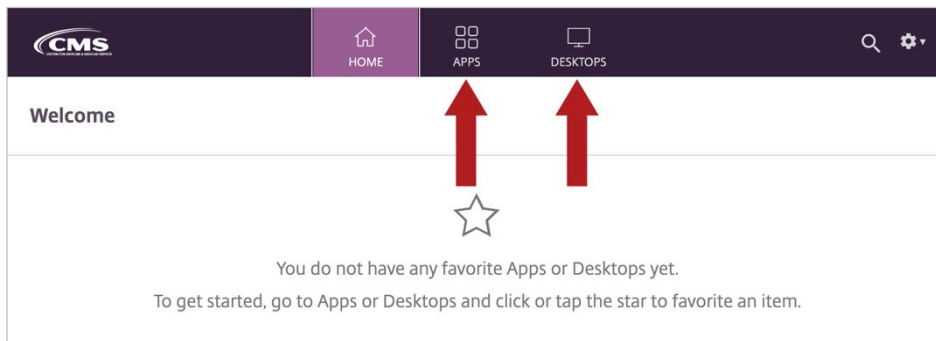 CMS
HOME
APPS
DESKTOPS
Welcome
You do not have any favorite Apps or Desktops yet.
To get started, go to Apps or Desktops and click or tap the star to favorite an item.